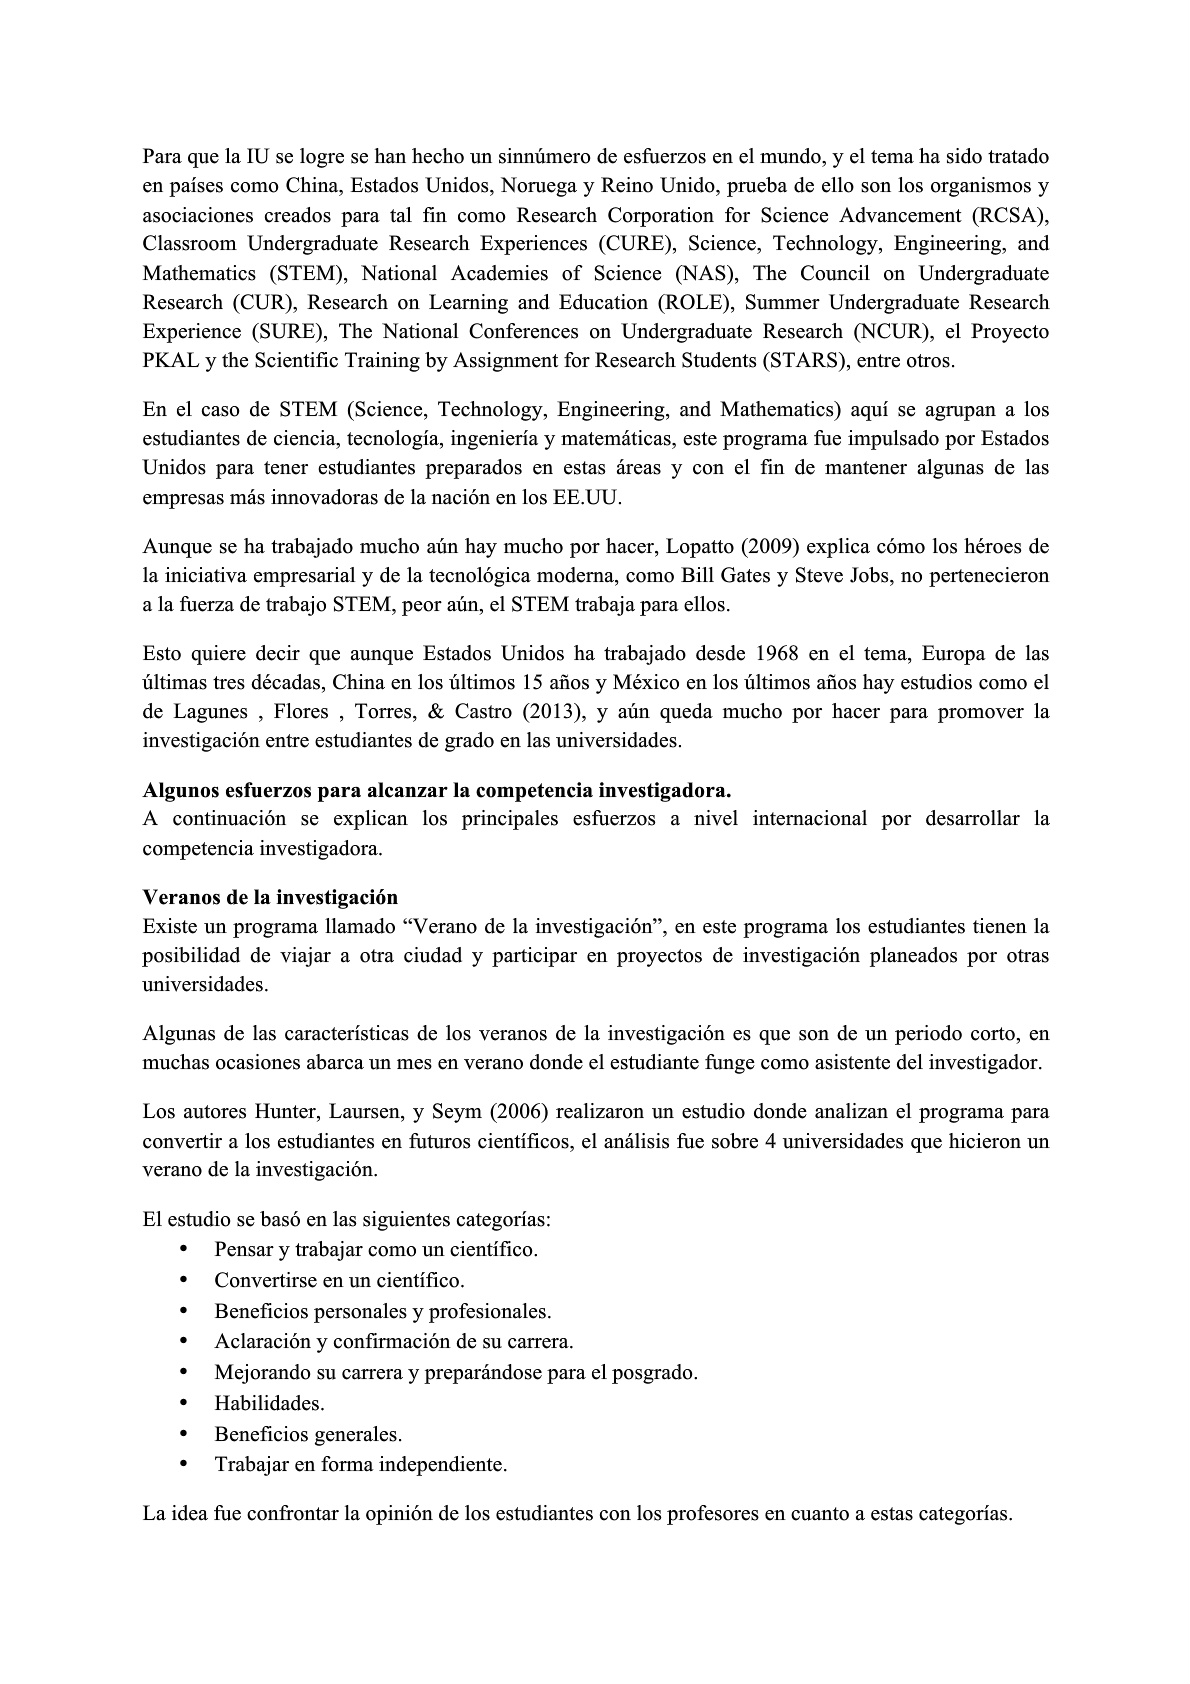 Para que la IU se logre se han hecho un sinnúmero de esfuerzos en el mundo, y el tema ha sido tratado
en países como China, Estados Unidos, Noruega y Reino Unido, prueba de ello son los organismos y
asociaciones creados para tal fin como Research Corporation for Science Advancement (RCSA),
Classroom Undergraduate Research Experiences (CURE), Science, Technology, Engineering, and
Mathematics (STEM), National Academies of Science (NAS), The Council on Undergraduate
Research (CUR), Research on Learning and Education (ROLE), Summer Undergraduate Research
Experience (SURE), The National Conferences on Undergraduate Research (NCUR), el Proyecto
PKAL y the Scientific Training by Assignment for Research Students (STARS), entre otros.
En el caso de STEM (Science, Technology, Engineering, and Mathematics) aquí se agrupan a los
estudiantes de ciencia, tecnología, ingeniería y matemáticas, este programa fue impulsado por Estados
Unidos para tener estudiantes preparados en estas áreas y con el fin de mantener algunas de las
empresas más innovadoras de la nación en los EE.UU.
Aunque se ha trabajado mucho aún hay mucho por hacer, Lopatto (2009) explica cómo los héroes de
la iniciativa empresarial y de la tecnológica moderna, como Bill Gates y Steve Jobs, no pertenecieron
a la fuerza de trabajo STEM, peor aún, el STEM trabaja para ellos.
Esto quiere decir que aunque Estados Unidos ha trabajado desde 1968 en el tema, Europa de las
últimas tres décadas, China en los últimos 15 años y México en los últimos años hay estudios como el
de Lagunes , Flores , Torres, & Castro (2013), y aún queda mucho por hacer para promover la
investigación entre estudiantes de grado en las universidades.
Algunos esfuerzos para alcanzar la competencia investigadora.
A continuación se explican los principales esfuerzos a nivel internacional por desarrollar la
competencia investigadora.
Veranos de la investigación
Existe un programa llamado “Verano de la investigación”, en este programa los estudiantes tienen la
posibilidad de viajar a otra ciudad y participar en proyectos de investigación planeados por otras
universidades.
Algunas de las características de los veranos de la investigación es que son de un periodo corto, en
muchas ocasiones abarca un mes en verano donde el estudiante funge como asistente del investigador.
Los autores Hunter, Laursen, y Seym (2006) realizaron un estudio donde analizan el programa para
convertir a los estudiantes en futuros científicos, el análisis fue sobre 4 universidades que hicieron un
verano de la investigación.
El estudio se basó en las siguientes categorías:
• Pensar y trabajar como un científico.
• Convertirse en un científico.
• Beneficios personales y profesionales.
• Aclaración y confirmación de su carrera.
• Mejorando su carrera y preparándose para el posgrado.
• Habilidades.
• Beneficios generales.
• Trabajar en forma independiente.
La idea fue confrontar la opinión de los estudiantes con los profesores en cuanto a estas categorías.